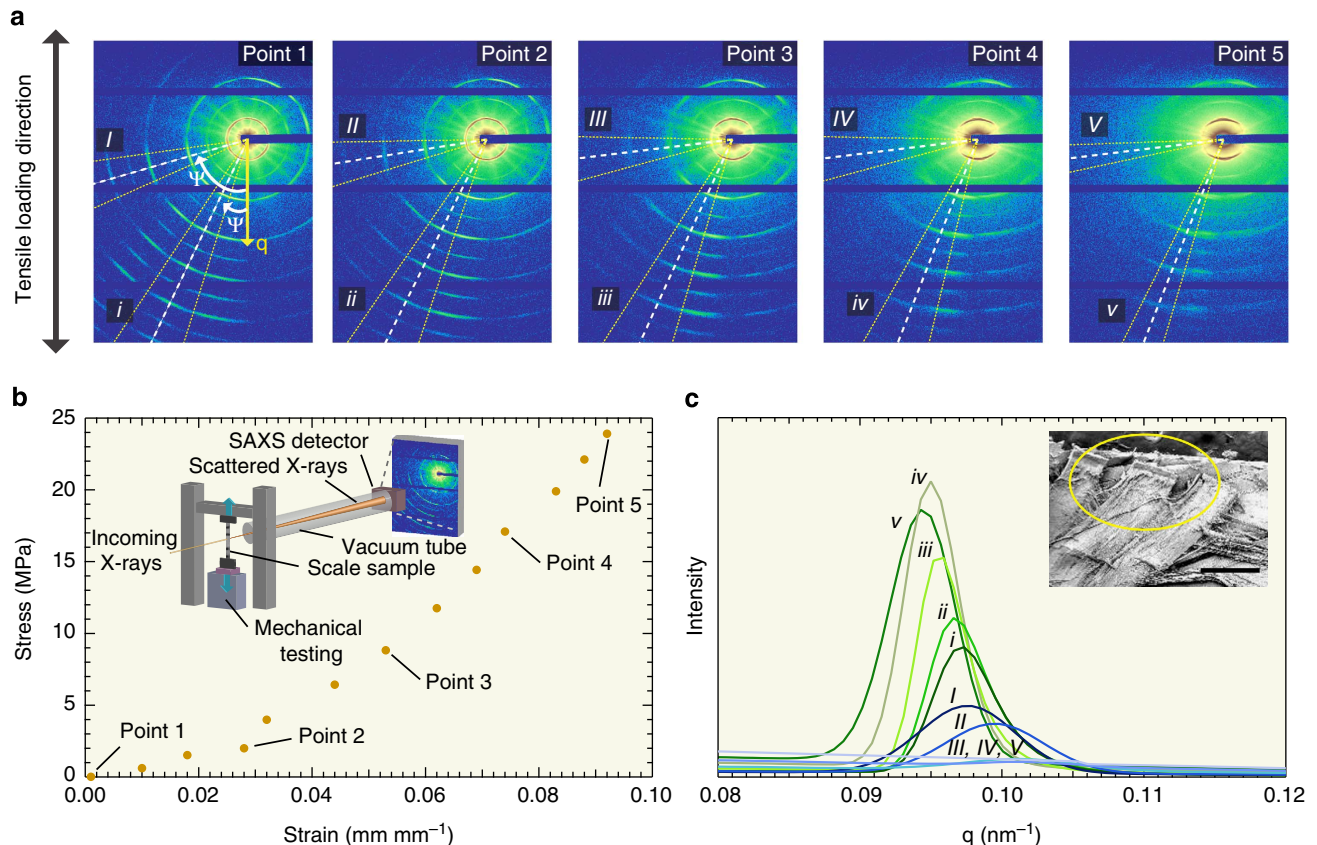 a
Tensile loading direction
Point 1
Point 2
Point 3
Point 4
Point 5
I
II
III
IV
V
Ψ
Ψ
q
i
ii
iii
iv
v
b
Stress (MPa)
25
20
15
10
5
0
0.00
0.02
0.04
0.06
0.08
0.10
Strain (mm mm⁻¹)
SAXS detector
Scattered X-rays
Incoming
X-rays
Vacuum tube
Scale sample
Mechanical
testing
Point 1
Point 2
Point 3
Point 4
Point 5
c
Intensity
iv
v
iii
ii
i
I
II
III, IV, V
0.08
0.09
0.10
0.11
0.12
q (nm⁻¹)